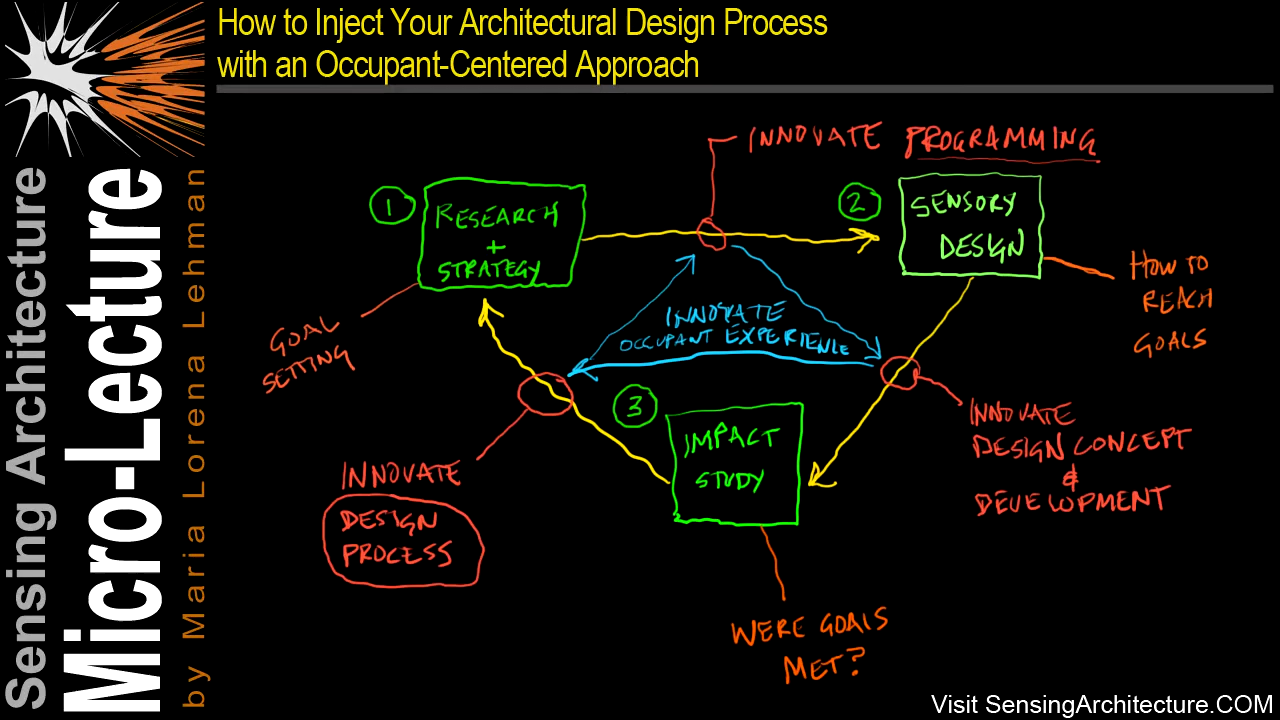 How to Inject Your Architectural Design Process
with an Occupant-Centered Approach
Sensing Architecture
Micro-Lecture
by Maria Lorena Lehman
INNOVATE PROGRAMMING
1
RESEARCH
+
STRATEGY
2
SENSORY
DESIGN
GOAL
SETTING
HOW TO
REACH
GOALS
INNOVATE
OCCUPANT EXPERIENCE
3
IMPACT
STUDY
INNOVATE
DESIGN CONCEPT
&
DEVELOPMENT
INNOVATE
DESIGN
PROCESS
WERE GOALS
MET?
Visit SensingArchitecture.COM